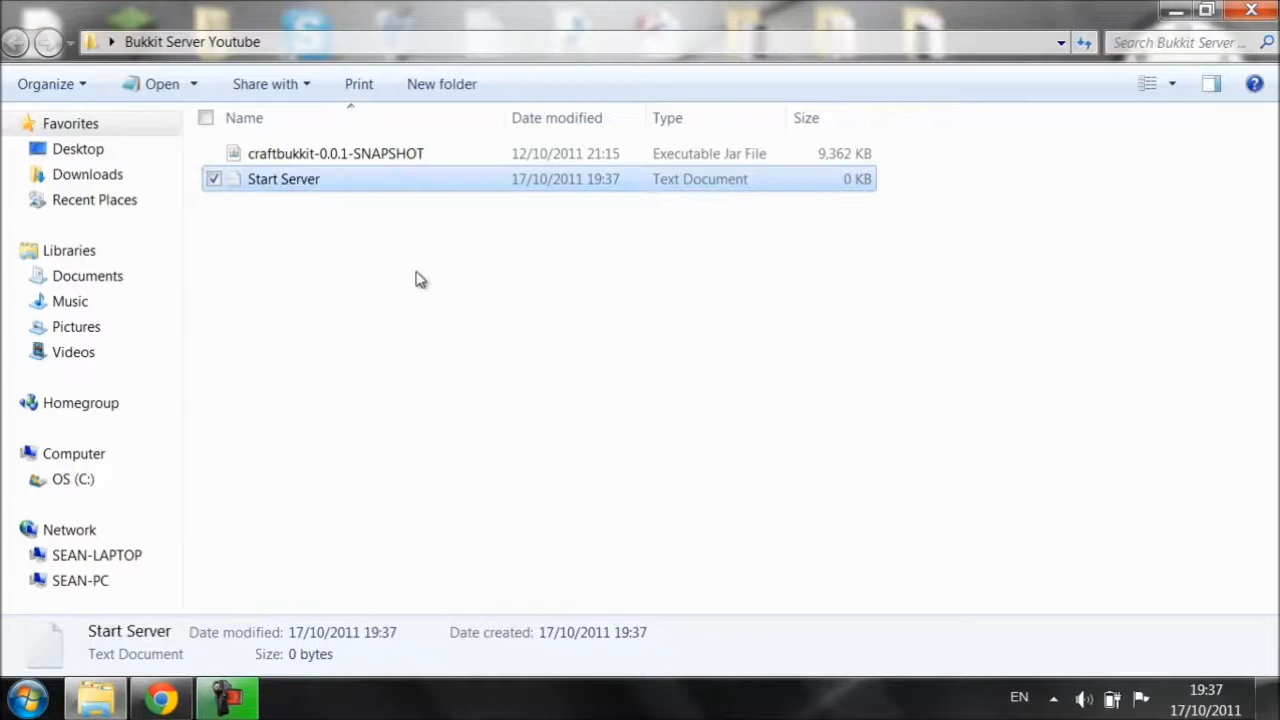 Bukkit Server Youtube
Search Bukkit Server ...
Organize Open Share with Print New folder
Name Date modified Type Size
craftbukkit-0.0.1-SNAPSHOT 12/10/2011 21:15 Executable Jar File 9,362 KB
Start Server 17/10/2011 19:37 Text Document 0 KB
Favorites
Desktop
Downloads
Recent Places
Libraries
Documents
Music
Pictures
Videos
Homegroup
Computer
OS (C:)
Network
SEAN-LAPTOP
SEAN-PC
Start Server Date modified: 17/10/2011 19:37 Date created: 17/10/2011 19:37
Text Document Size: 0 bytes
EN
19:37
17/10/2011